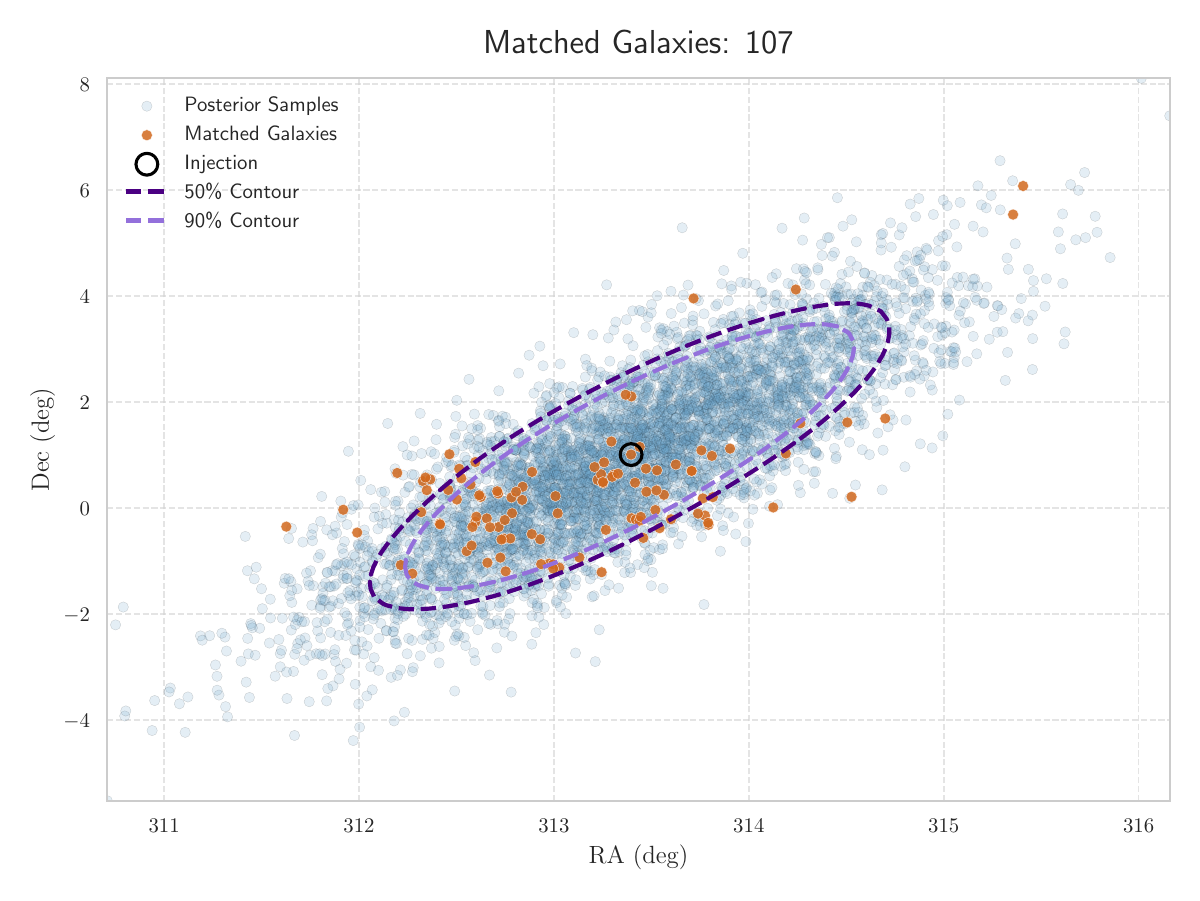 Matched Galaxies: 107
Posterior Samples
Matched Galaxies
Injection
50% Contour
90% Contour
8
6
4
2
0
−2
−4
Dec (deg)
311 312 313 314 315 316
RA (deg)